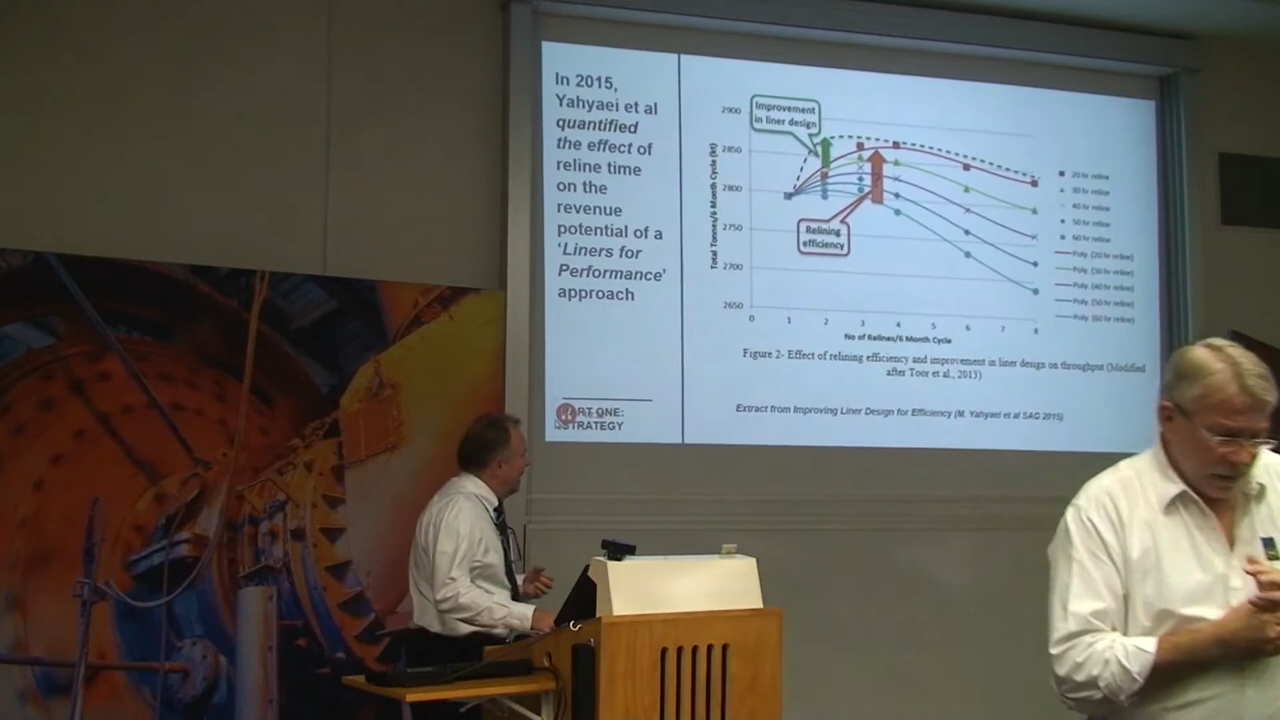 In 2015,
Yahyaei et al
quantified
the effect of
reline time
on the
revenue
potential of a
‘Liners for
Performance’
approach
RT ONE:
STRATEGY
Improvement
in liner design
Relining
efficiency
Total Tonnes/6 Month Cycle (kt)
2900
2850
2800
2750
2700
2650
0 1 2 3 4 5 6 7 8
No of Relines/6 Month Cycle
20 hr reline
30 hr reline
40 hr reline
50 hr reline
60 hr reline
Poly. (20 hr reline)
Poly. (30 hr reline)
Poly. (40 hr reline)
Poly. (50 hr reline)
Poly. (60 hr reline)
Figure 2- Effect of relining efficiency and improvement in liner design on throughput (Modified
after Toor et al., 2013)
Extract from Improving Liner Design for Efficiency (M. Yahyaei et al SAG 2015)